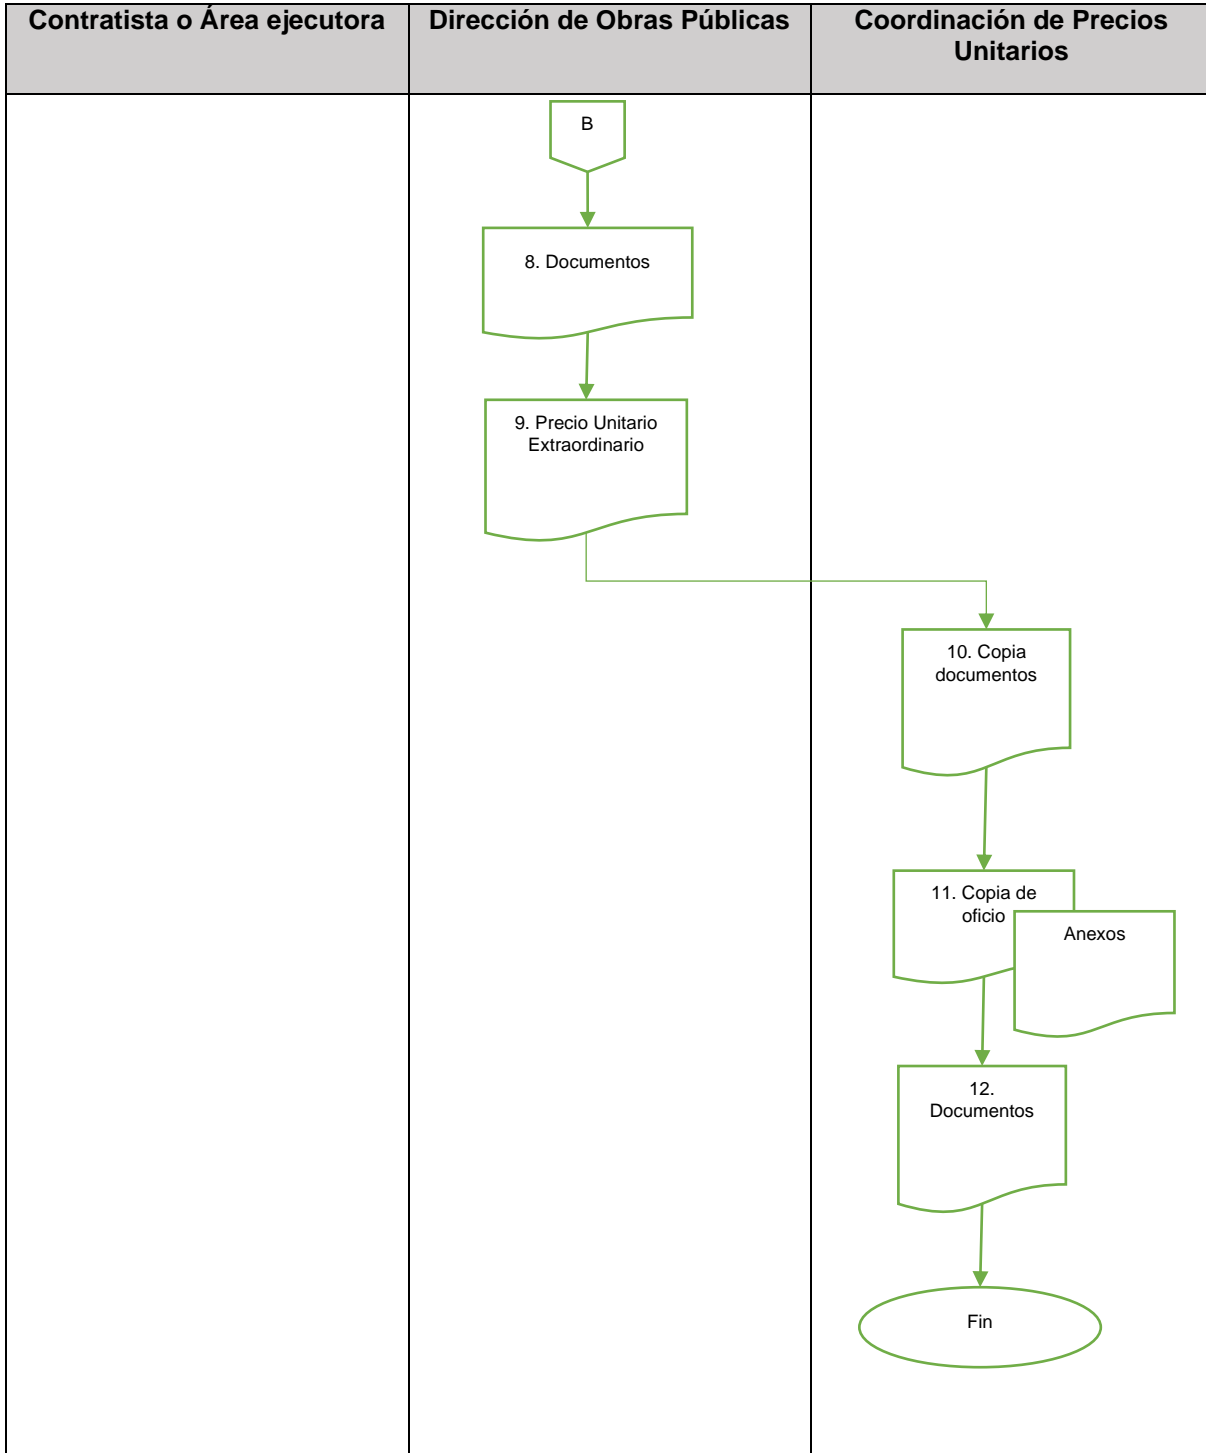 Contratista o Área ejecutora
Dirección de Obras Públicas
Coordinación de Precios
Unitarios
B
8. Documentos
9. Precio Unitario
Extraordinario
10. Copia
documentos
11. Copia de
oficio
Anexos
12.
Documentos
Fin